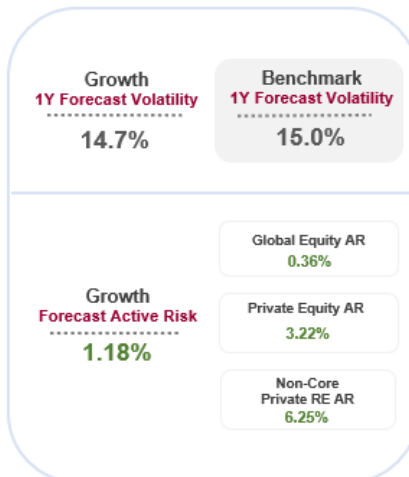 Growth
1Y Forecast Volatility
14.7%
Benchmark
1Y Forecast Volatility
15.0%
Growth
Forecast Active Risk
1.18%
Global Equity AR
0.36%
Private Equity AR
3.22%
Non-Core
Private RE AR
6.25%